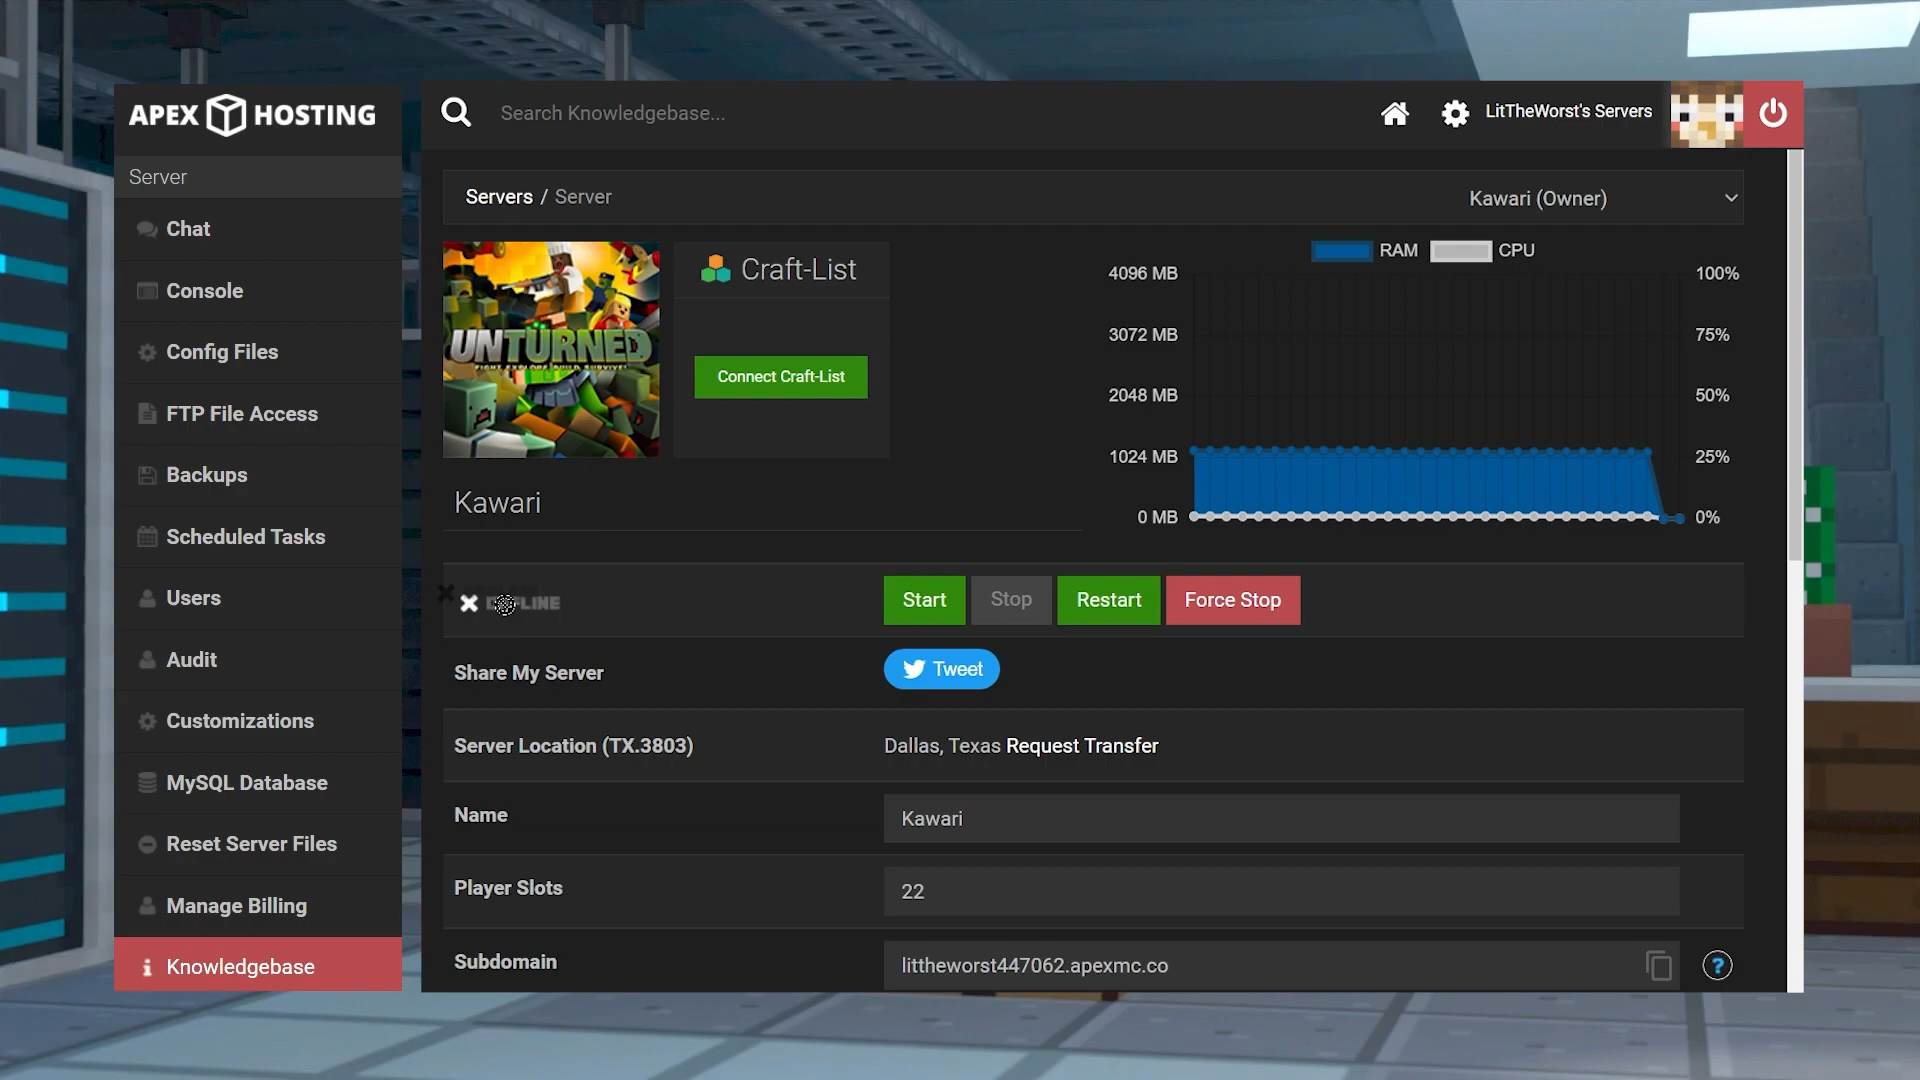 APEX HOSTING
Search Knowledgebase...
LitTheWorst's Servers
Server
Chat
Console
Config Files
FTP File Access
Backups
Scheduled Tasks
Users
Audit
Customizations
MySQL Database
Reset Server Files
Manage Billing
Knowledgebase
Servers / Server
Kawari (Owner)
UNTURNED
FIGHT. EXPLORE. BUILD. SURVIVE!
Craft-List
Connect Craft-List
Kawari
RAM CPU
4096 MB 100%
3072 MB 75%
2048 MB 50%
1024 MB 25%
0 MB 0%
Start Stop Restart Force Stop
Share My Server Tweet
Server Location (TX.3803) Dallas, Texas Request Transfer
Name Kawari
Player Slots 22
Subdomain littheworst447062.apexmc.co ?